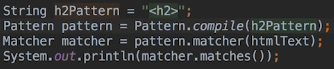 String h2Pattern = "<h2>";
Pattern pattern = Pattern.compile(h2Pattern);
Matcher matcher = pattern.matcher(htmlText);
System.out.println(matcher.matches());